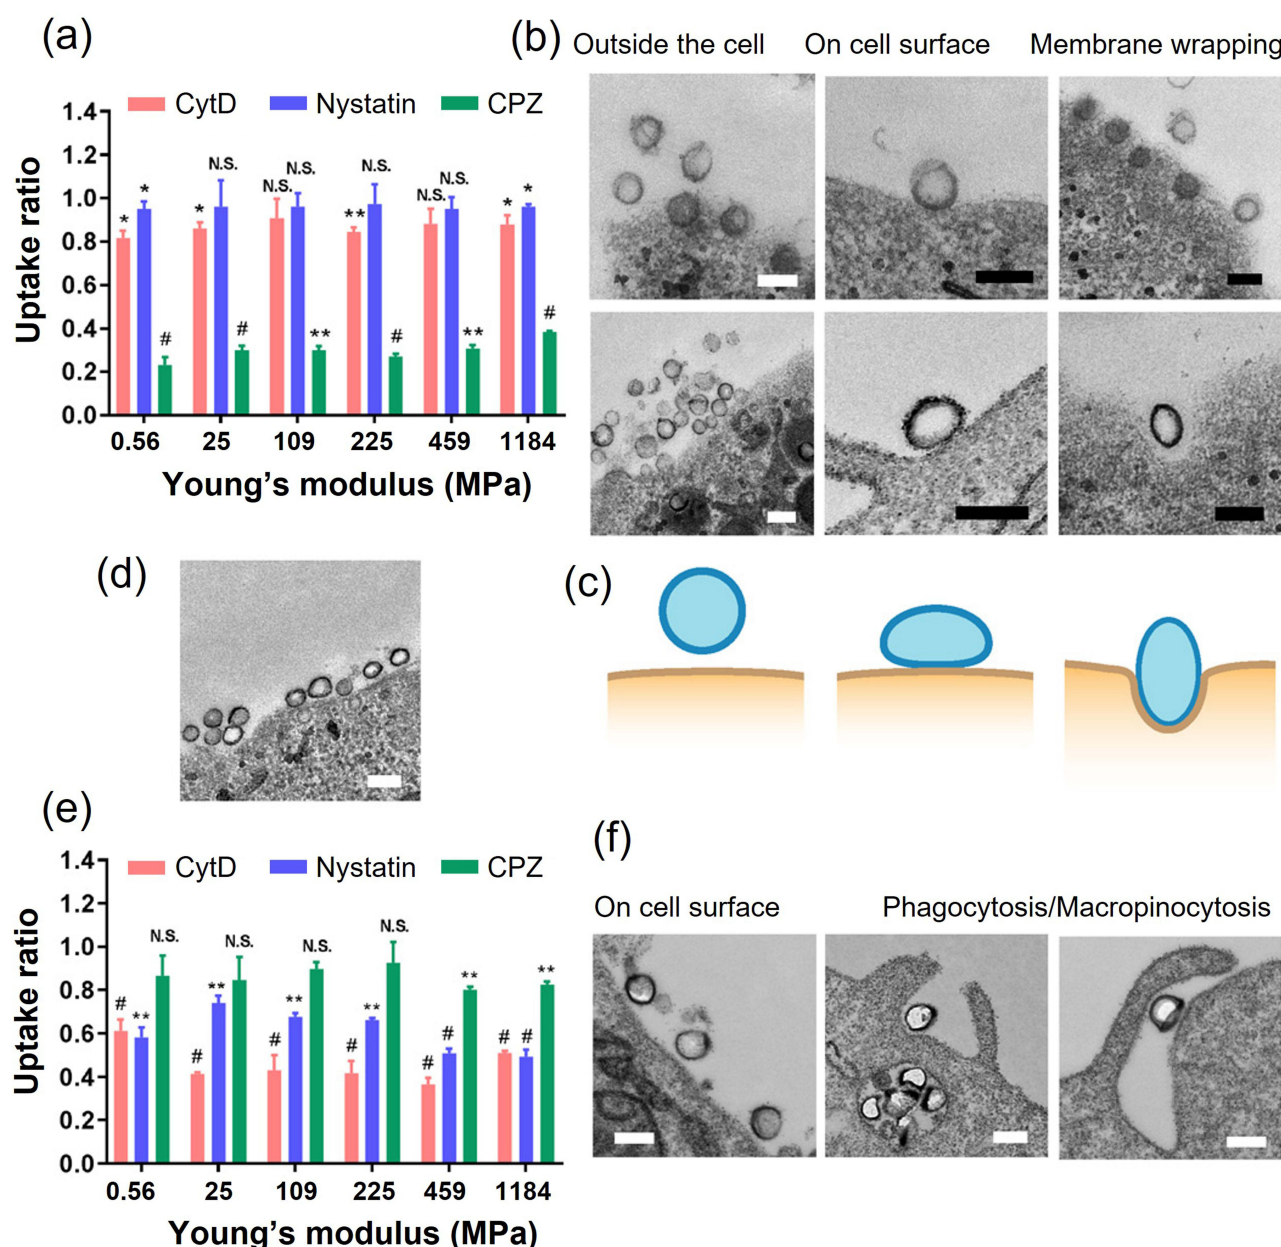 (a)
CytD Nystatin CPZ
1.4
1.2
1.0
0.8
0.6
0.4
0.2
0.0
Uptake ratio
* * #
* N.S. #
N.S. N.S. **
** N.S. #
N.S. N.S. **
* * #
0.56 25 109 225 459 1184
Young's modulus (MPa)
(b)
Outside the cell On cell surface Membrane wrapping
(d)
(c)
(e)
CytD Nystatin CPZ
1.4
1.2
1.0
0.8
0.6
0.4
0.2
0.0
Uptake ratio
# ** N.S.
# ** N.S.
# ** N.S.
# ** N.S.
# # **
# # **
0.56 25 109 225 459 1184
Young's modulus (MPa)
(f)
On cell surface Phagocytosis/Macropinocytosis